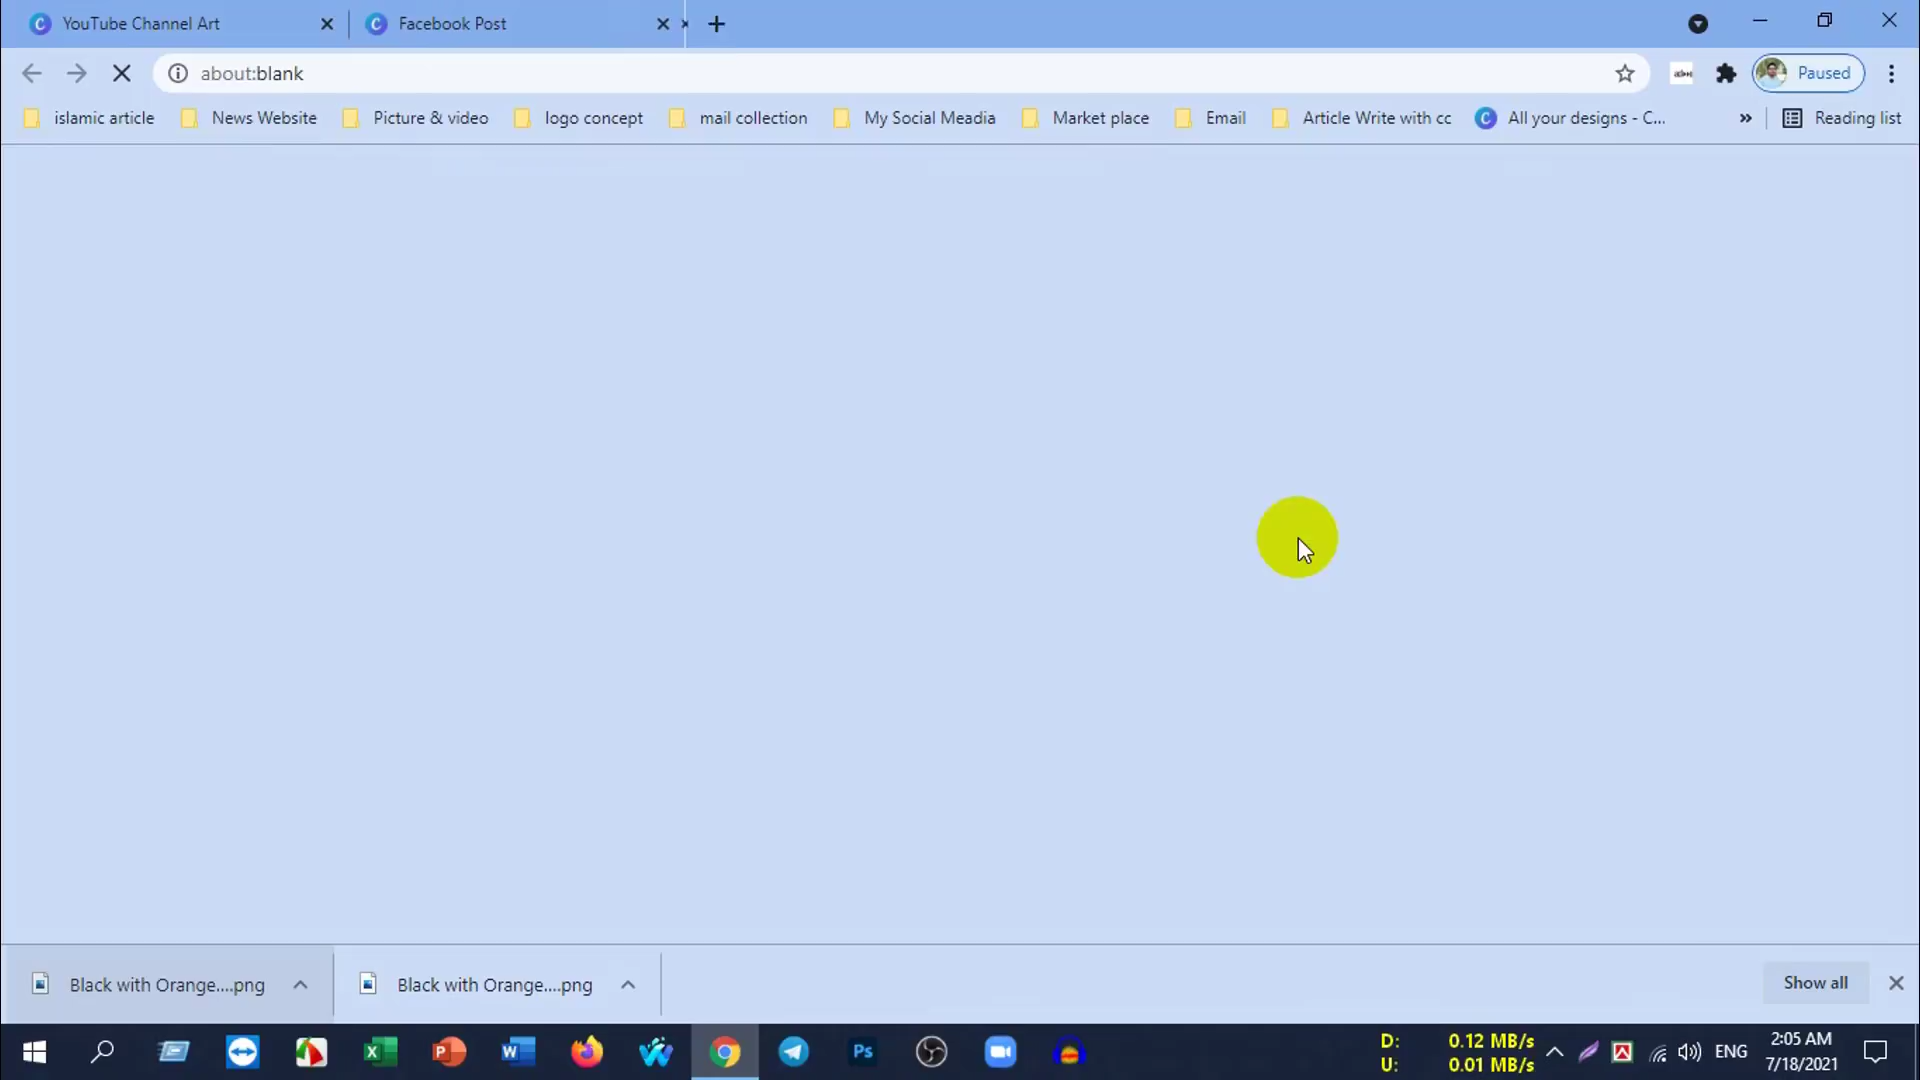 YouTube Channel Art
Facebook Post
about:blank
Paused
islamic article
News Website
Picture & video
logo concept
mail collection
My Social Meadia
Market place
Email
Article Write with cc
All your designs - C...
»
Reading list
Black with Orange....png
Black with Orange....png
Show all
D: 0.12 MB/s
U: 0.01 MB/s
ENG
2:05 AM
7/18/2021